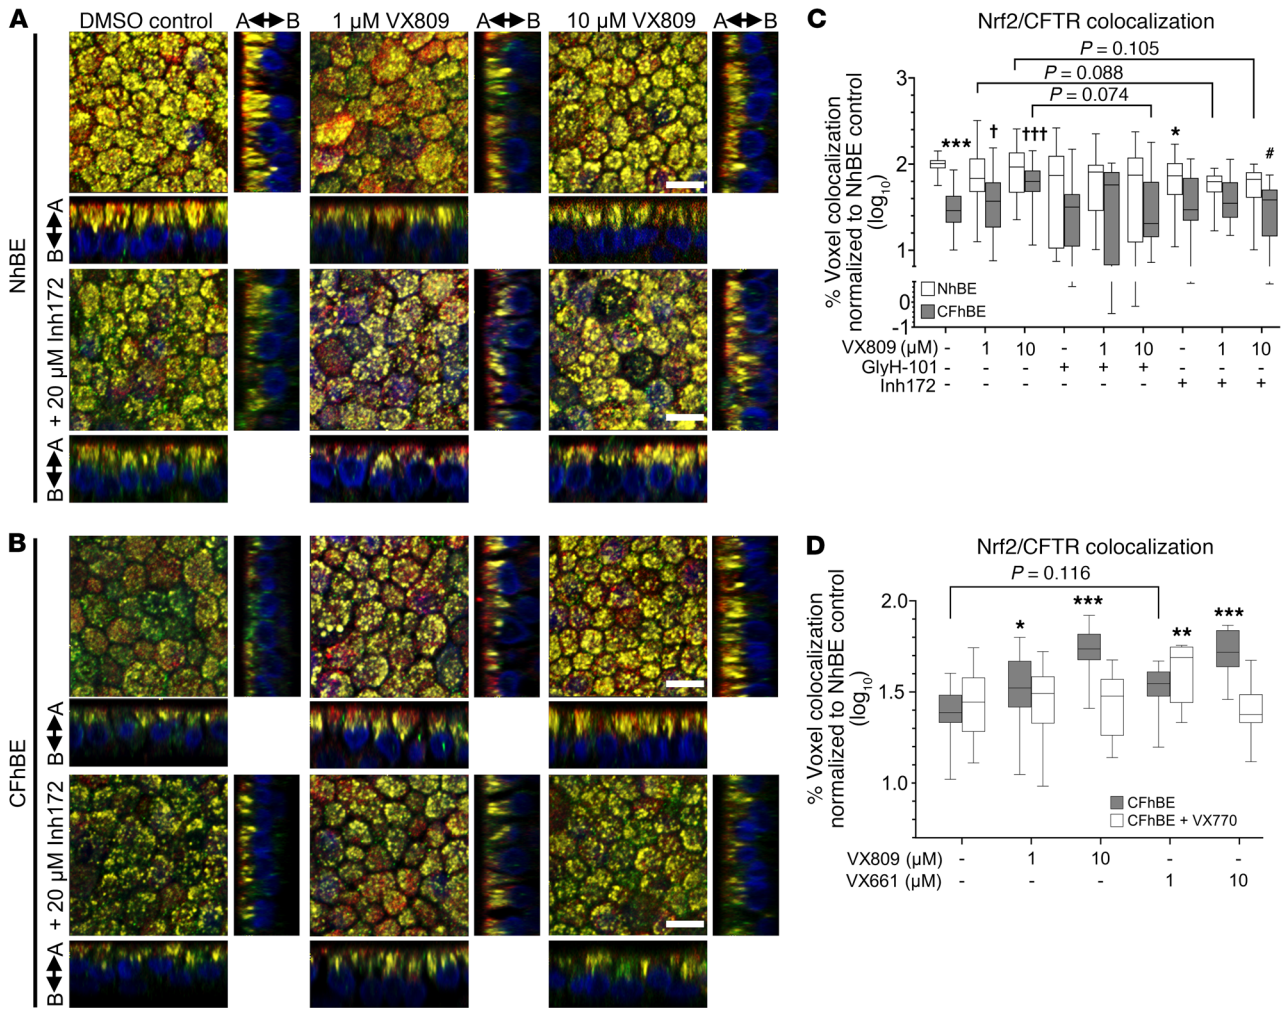 A
DMSO control
A◄►B
1 µM VX809
A◄►B
10 µM VX809
A◄►B
NhBE
B◄►A
+ 20 µM Inh172
B◄►A
B
CFhBE
B◄►A
+ 20 µM Inh172
B◄►A
C
Nrf2/CFTR colocalization
P = 0.105
P = 0.088
P = 0.074
% Voxel colocalization
normalized to NhBE control
(log10)
3
2
1
0
-1
*** † ††† * #
NhBE
CFhBE
VX809 (µM) - 1 10 - 1 10 - 1 10
GlyH-101 - - - + + + - - -
Inh172 - - - - - - + + +
D
Nrf2/CFTR colocalization
P = 0.116
% Voxel colocalization
normalized to NhBE control
(log10)
2.0
1.5
1.0
* *** ** ***
CFhBE
CFhBE + VX770
VX809 (µM) - 1 10 - -
VX661 (µM) - - - 1 10